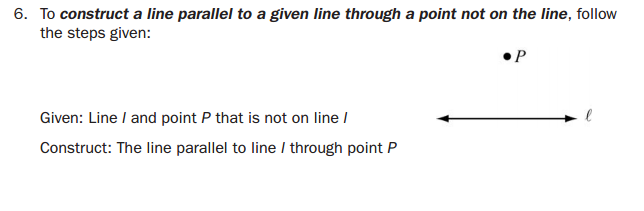 6. To construct a line parallel to a given line through a point not on the line, follow
the steps given:
P
Given: Line l and point P that is not on line l
ℓ
Construct: The line parallel to line l through point P